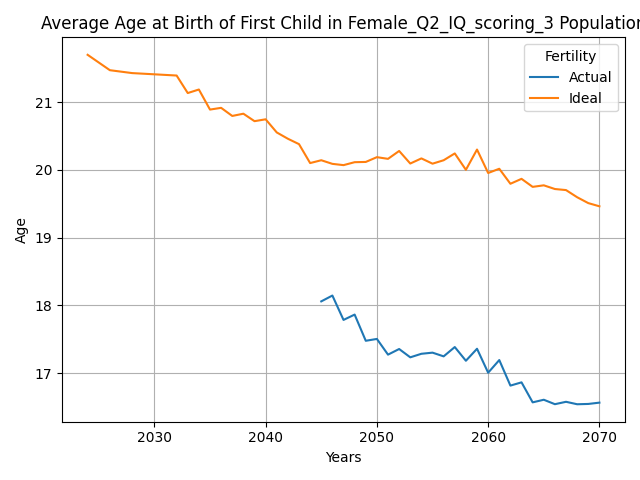 Average Age at Birth of First Child in Female_Q2_IQ_scoring_3 Population
Fertility
Actual
Ideal
Age
21
20
19
18
17
2030 2040 2050 2060 2070
Years